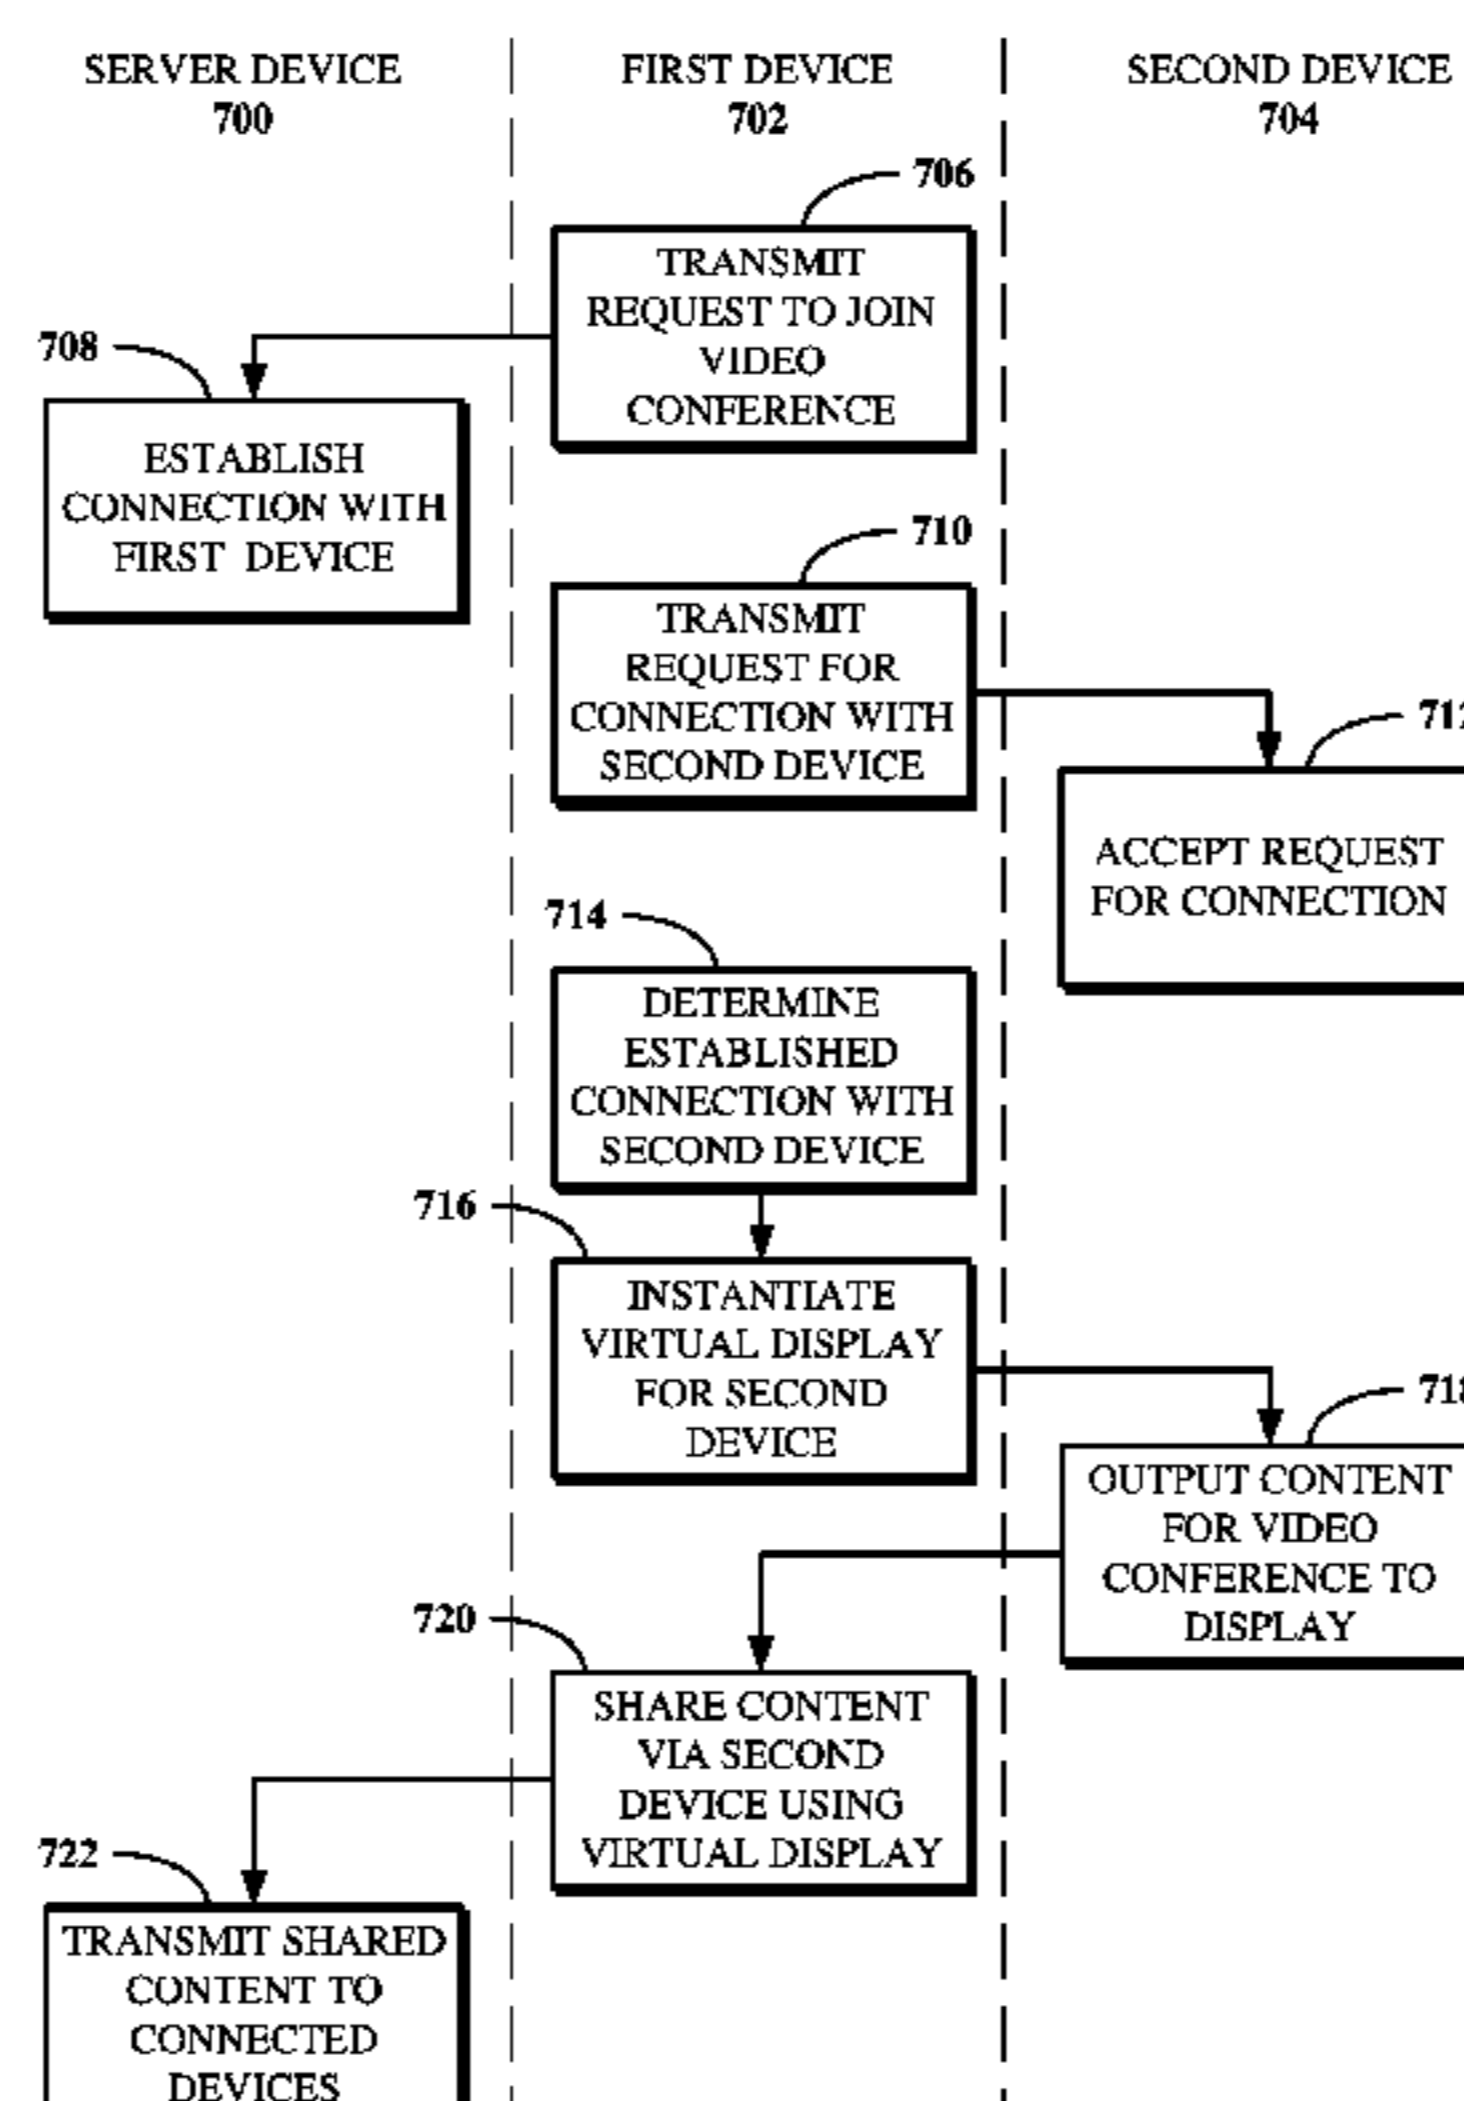 SERVER DEVICE
700
FIRST DEVICE
702
SECOND DEVICE
704
706
TRANSMIT
REQUEST TO JOIN
VIDEO
CONFERENCE
708
ESTABLISH
CONNECTION WITH
FIRST DEVICE
710
TRANSMIT
REQUEST FOR
CONNECTION WITH
SECOND DEVICE
712
ACCEPT REQUEST
FOR CONNECTION
714
DETERMINE
ESTABLISHED
CONNECTION WITH
SECOND DEVICE
716
INSTANTIATE
VIRTUAL DISPLAY
FOR SECOND
DEVICE
718
OUTPUT CONTENT
FOR VIDEO
CONFERENCE TO
DISPLAY
720
SHARE CONTENT
VIA SECOND
DEVICE USING
VIRTUAL DISPLAY
722
TRANSMIT SHARED
CONTENT TO
CONNECTED
DEVICES